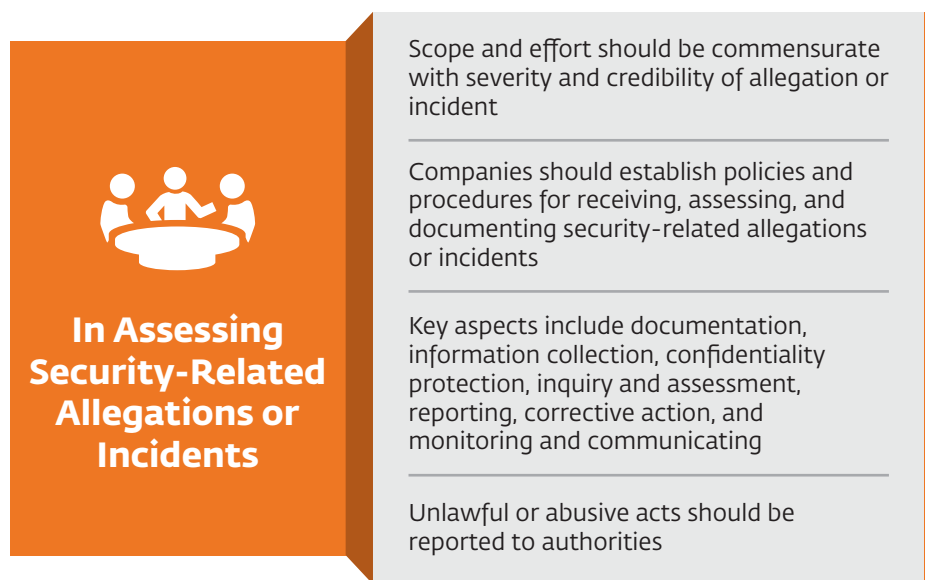 In Assessing
Security-Related
Allegations or
Incidents
Scope and effort should be commensurate
with severity and credibility of allegation or
incident
Companies should establish policies and
procedures for receiving, assessing, and
documenting security-related allegations
or incidents
Key aspects include documentation,
information collection, confidentiality
protection, inquiry and assessment,
reporting, corrective action, and
monitoring and communicating
Unlawful or abusive acts should be
reported to authorities